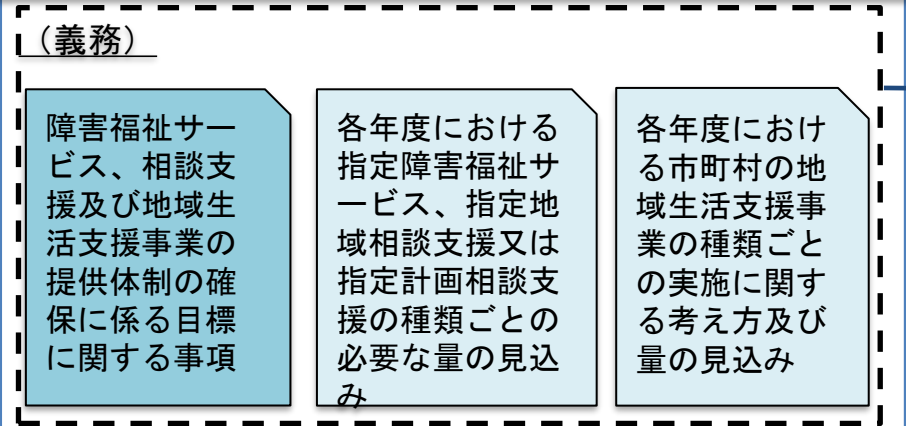 （義務）
障害福祉サー
ビス、相談支
援及び地域生
活支援事業の
提供体制の確
保に係る目標
に関する事項
各年度における
指定障害福祉サ
ービス、指定地
域相談支援又は
指定計画相談支
援の種類ごとの
必要な量の見込
み
各年度におけ
る市町村の地
域生活支援事
業の種類ごと
の実施に関す
る考え方及び
量の見込み